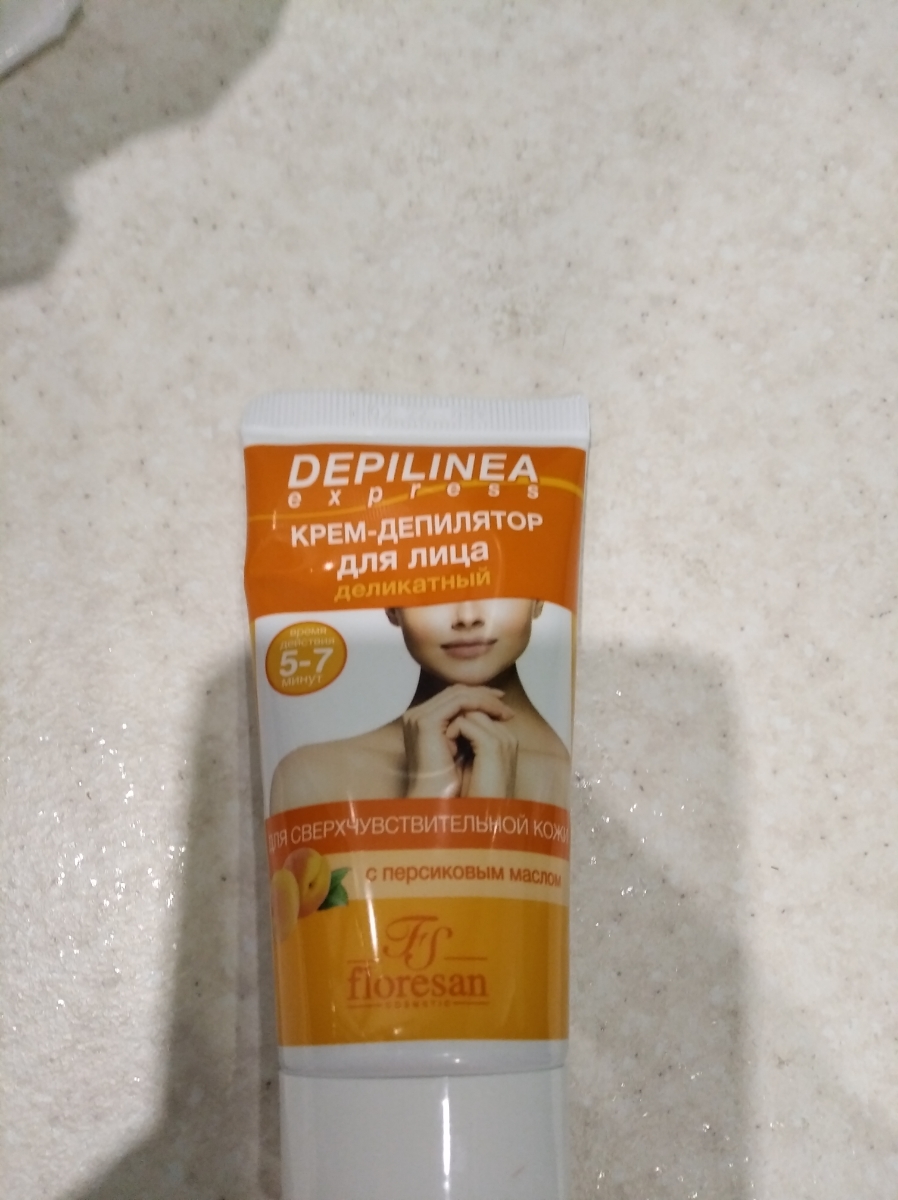 DEPILINEA
express
КРЕМ-ДЕПИЛЯТОР
ДЛЯ ЛИЦА
деликатный
время
действия
5-7
минут
ДЛЯ СВЕРХЧУВСТВИТЕЛЬНОЙ КОЖИ
с персиковым маслом
FS
floresan
COSMETIC